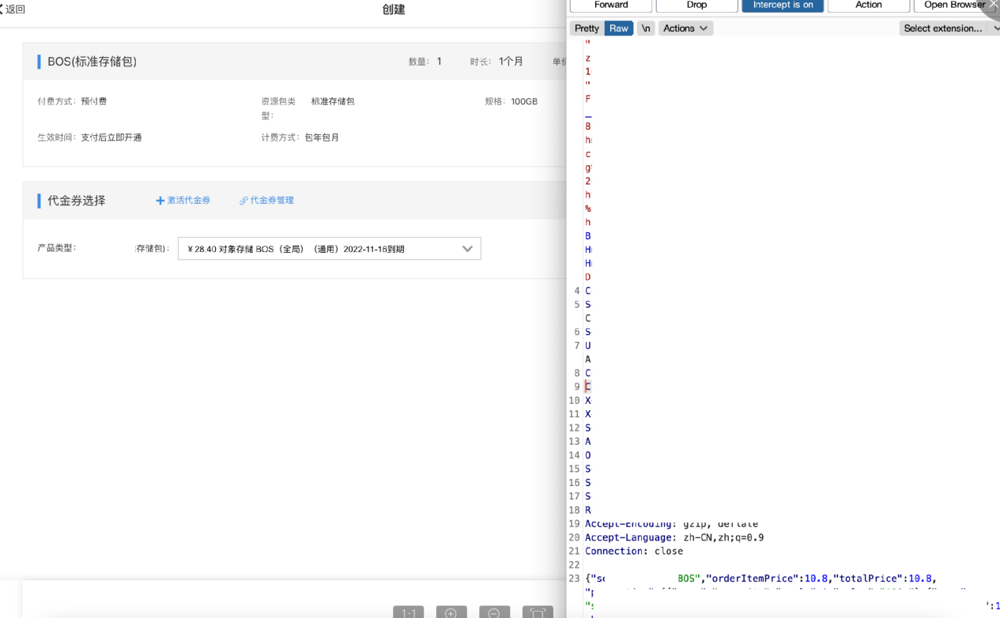 返回
创建
BOS(标准存储包)
数量： 1
时长： 1个月
付费方式： 预付费
资源包类型： 标准存储包
规格： 100GB
生效时间： 支付后立即开通
计费方式： 包年包月
代金券选择
激活代金券
代金券管理
产品类型：
存储包)：
¥ 28.40 对象存储 BOS（全局）（通用）2022-11-16到期
1:1
Forward
Drop
Intercept is on
Action
Open Browser
Pretty
Raw
\n
Actions
Select extension...
"
z
1
"
F
8
h
c
g
2
h
%
h
B
H
H
D
4 C
5 S
C
6 S
7 U
A
8 C
9 C
10 X
11 X
12 S
13 A
14 O
15 S
16 S
17 S
18 R
19 Accept-Encoding: gzip, deflate
20 Accept-Language: zh-CN,zh;q=0.9
21 Connection: close
22
23 {"se BOS","orderItemPrice":10.8,"totalPrice":10.8,
"s ':1